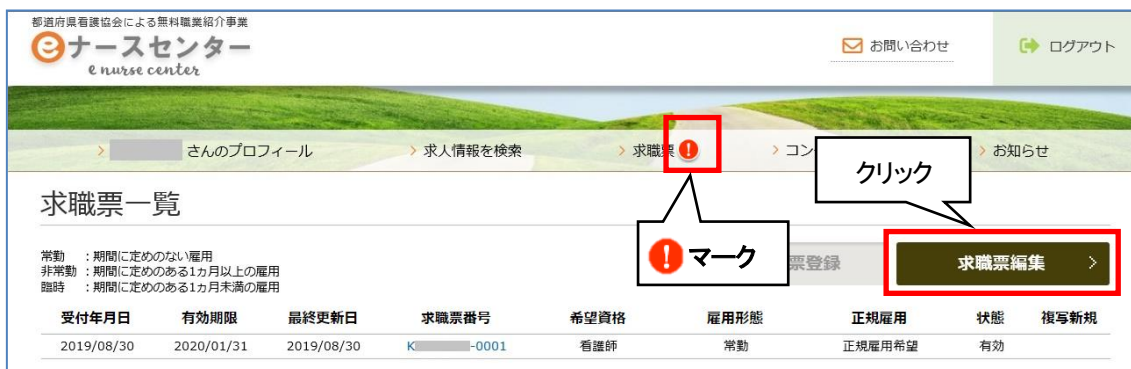 都道府県看護協会による無料職業紹介事業
eナースセンター
e nurse center
お問い合わせ
ログアウト
さんのプロフィール
求人情報を検索
求職票
コン
お知らせ
クリック
求職票一覧
マーク
常勤 :期間に定めのない雇用
非常勤 :期間に定めのある1ヵ月以上の雇用
臨時 :期間に定めのある1ヵ月未満の雇用
票登録
求職票編集
受付年月日 有効期限 最終更新日 求職票番号 希望資格 雇用形態 正規雇用 状態 複写新規
2019/08/30 2020/01/31 2019/08/30 K -0001 看護師 常勤 正規雇用希望 有効